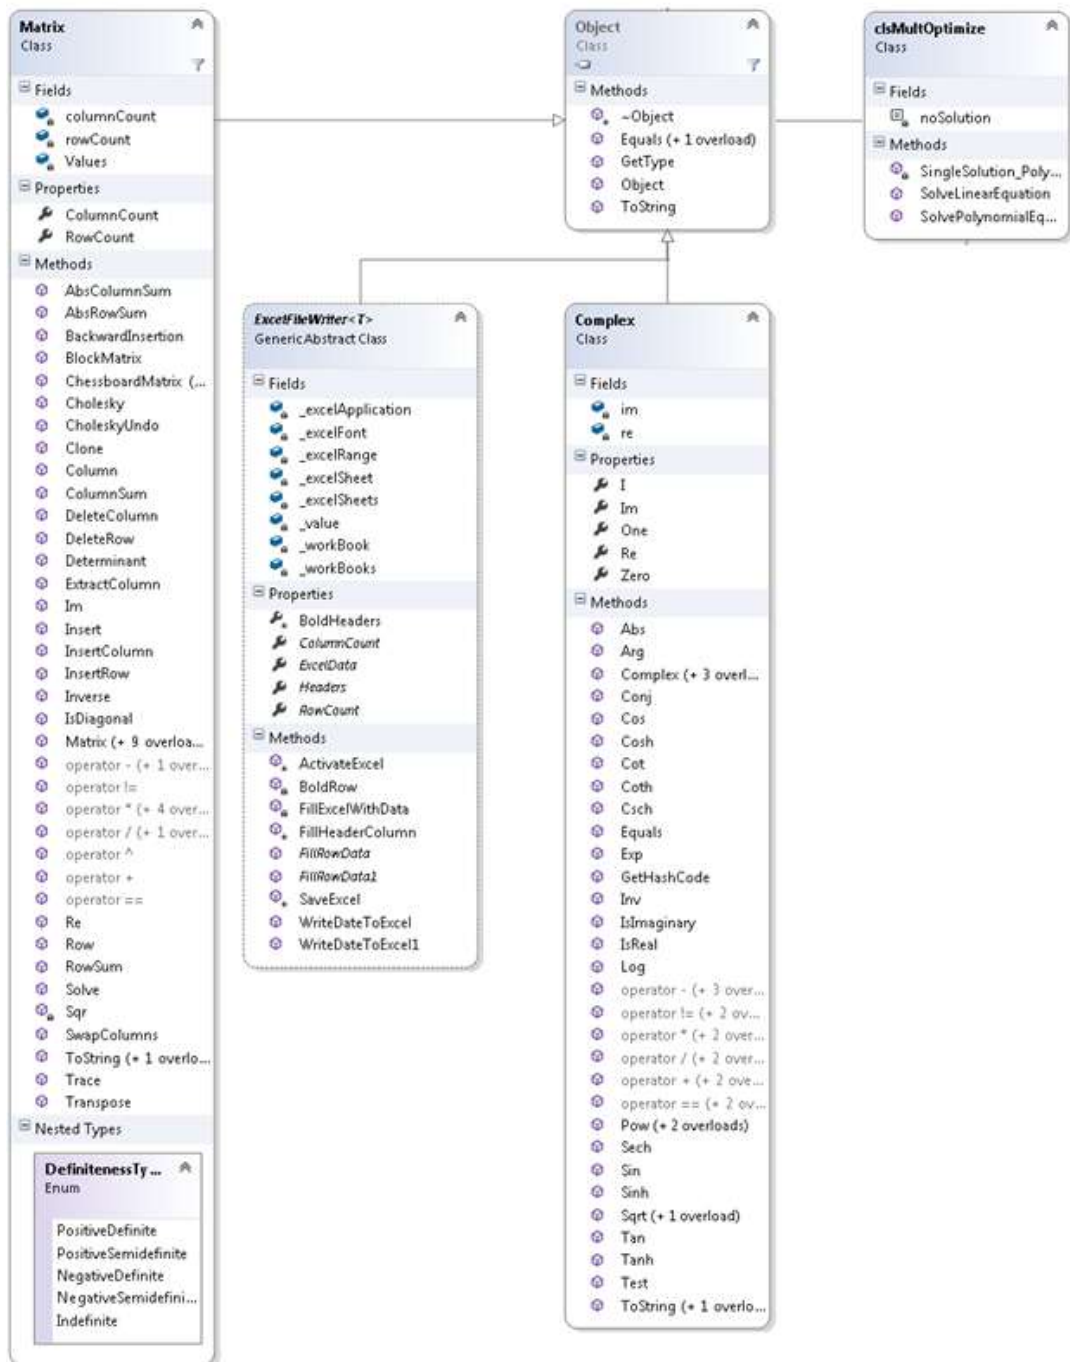 Matrix
Class
Fields
columnCount
rowCount
Values
Properties
ColumnCount
RowCount
Methods
AbsColumnSum
AbsRowSum
BackwardInsertion
BlockMatrix
ChessboardMatrix (...
Cholesky
CholeskyUndo
Clone
Column
ColumnSum
DeleteColumn
DeleteRow
Determinant
ExtractColumn
Im
Insert
InsertColumn
InsertRow
Inverse
IsDiagonal
Matrix (+ 9 overloa...
operator - (+ 1 over...
operator !=
operator * (+ 4 over...
operator / (+ 1 over...
operator ^
operator +
operator ==
Re
Row
RowSum
Solve
Sqr
SwapColumns
ToString (+ 1 overlo...
Trace
Transpose
Nested Types
DefinitenessTy...
Enum
PositiveDefinite
PositiveSemidefinite
NegativeDefinite
NegativeSemidefini...
Indefinite
Object
Class
Methods
~Object
Equals (+ 1 overload)
GetType
Object
ToString
clsMultOptimize
Class
Fields
noSolution
Methods
SingleSolution_Poly...
SolveLinearEquation
SolvePolynomialEq...
ExcelFileWriter<T>
Generic Abstract Class
Fields
_excelApplication
_excelFont
_excelRange
_excelSheet
_excelSheets
_value
_workBook
_workBooks
Properties
BoldHeaders
ColumnCount
ExcelData
Headers
RowCount
Methods
ActivateExcel
BoldRow
FillExcelWithData
FillHeaderColumn
FillRowData
FillRowData1
SaveExcel
WriteDateToExcel
WriteDateToExcel1
Complex
Class
Fields
im
re
Properties
I
Im
One
Re
Zero
Methods
Abs
Arg
Complex (+ 3 overl...
Conj
Cos
Cosh
Cot
Coth
Csch
Equals
Exp
GetHashCode
Inv
IsImaginary
IsReal
Log
operator - (+ 3 over...
operator != (+ 2 ov...
operator * (+ 2 over...
operator / (+ 2 over...
operator + (+ 2 ove...
operator == (+ 2 ov...
Pow (+ 2 overloads)
Sech
Sin
Sinh
Sqrt (+ 1 overload)
Tan
Tanh
Test
ToString (+ 1 overlo...